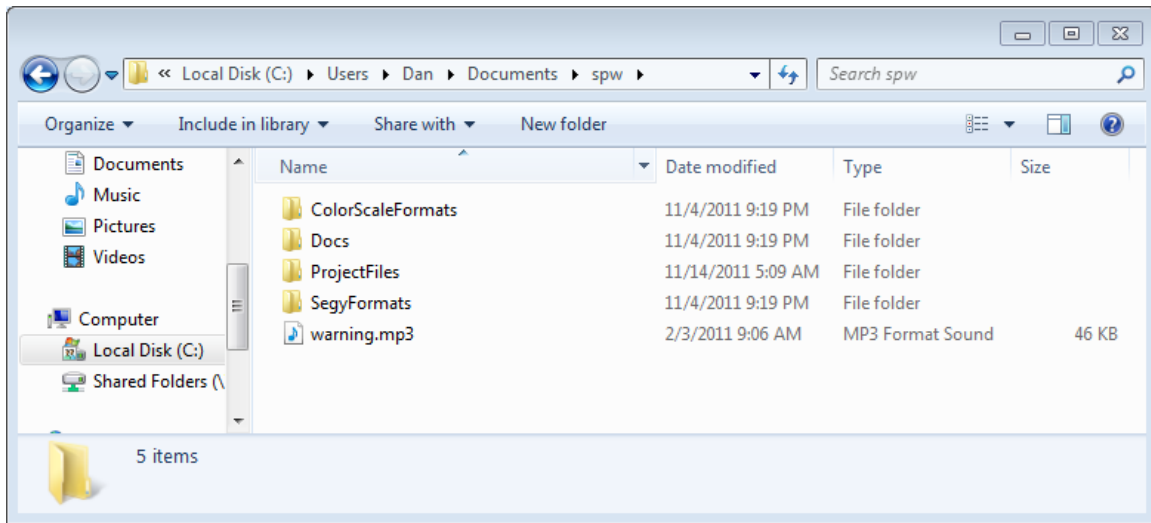 « Local Disk (C:) ▸ Users ▸ Dan ▸ Documents ▸ spw ▸ Search spw
Organize ▾ Include in library ▾ Share with ▾ New folder
Documents
Music
Pictures
Videos
Computer
Local Disk (C:)
Shared Folders (\
Name Date modified Type Size
ColorScaleFormats 11/4/2011 9:19 PM File folder
Docs 11/4/2011 9:19 PM File folder
ProjectFiles 11/14/2011 5:09 AM File folder
SegyFormats 11/4/2011 9:19 PM File folder
warning.mp3 2/3/2011 9:06 AM MP3 Format Sound 46 KB
5 items